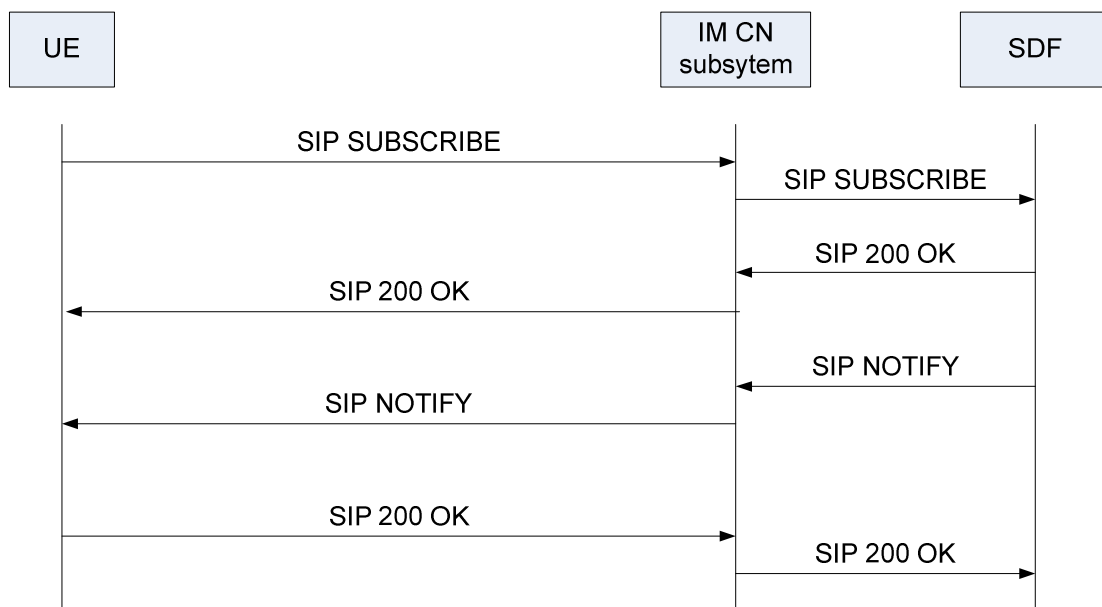 UE
IM CN
subsytem
SDF
SIP SUBSCRIBE
SIP SUBSCRIBE
SIP 200 OK
SIP 200 OK
SIP NOTIFY
SIP NOTIFY
SIP 200 OK
SIP 200 OK